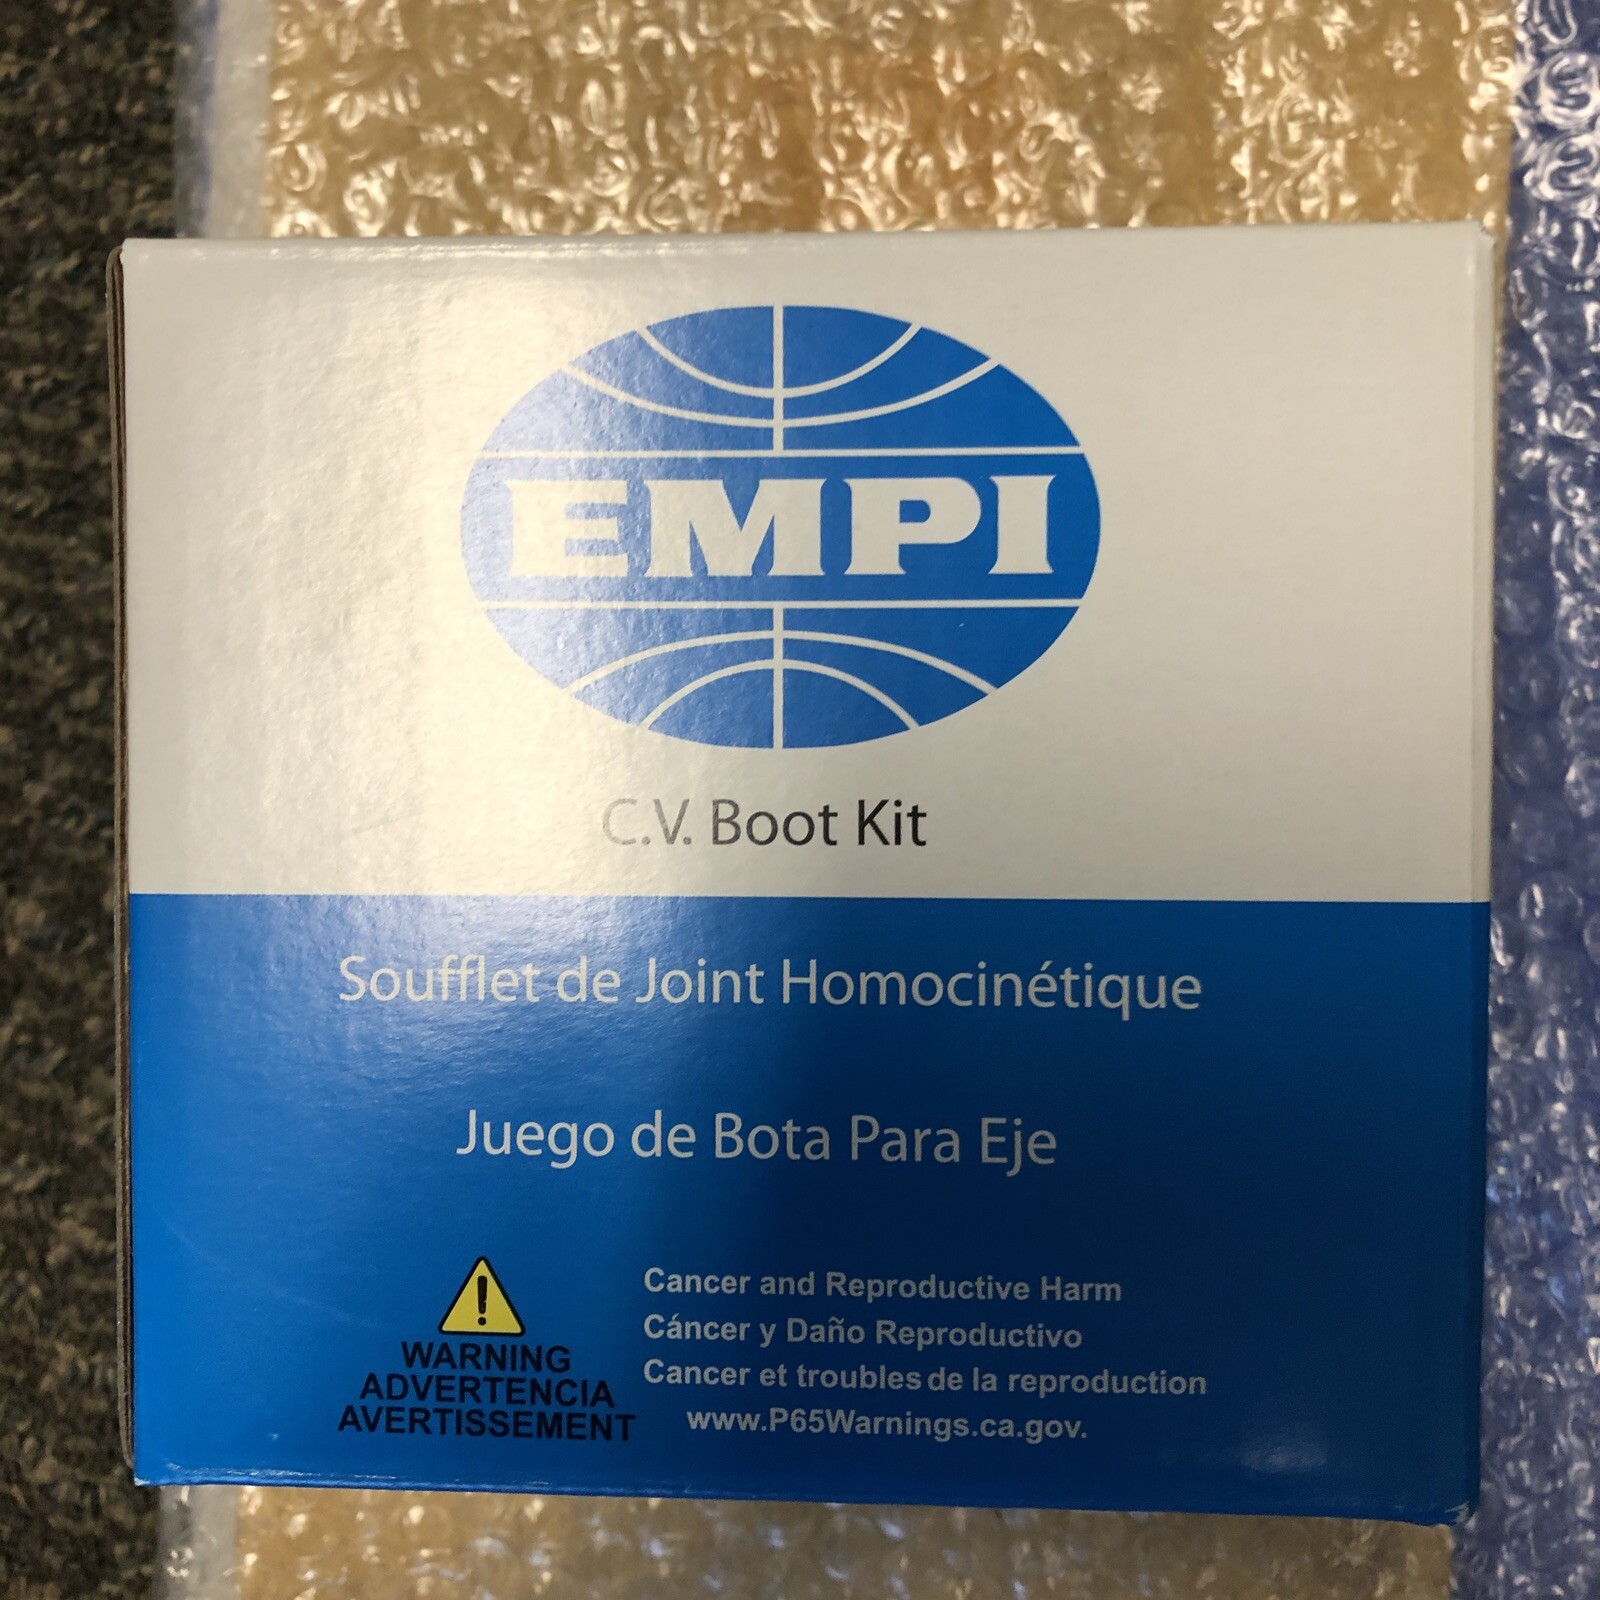 EMPI
C.V. Boot Kit
Soufflet de Joint Homocinétique
Juego de Bota Para Eje
WARNING
ADVERTENCIA
AVERTISSEMENT
Cancer and Reproductive Harm
Cáncer y Daño Reproductivo
Cancer et troubles de la reproduction
www.P65Warnings.ca.gov.